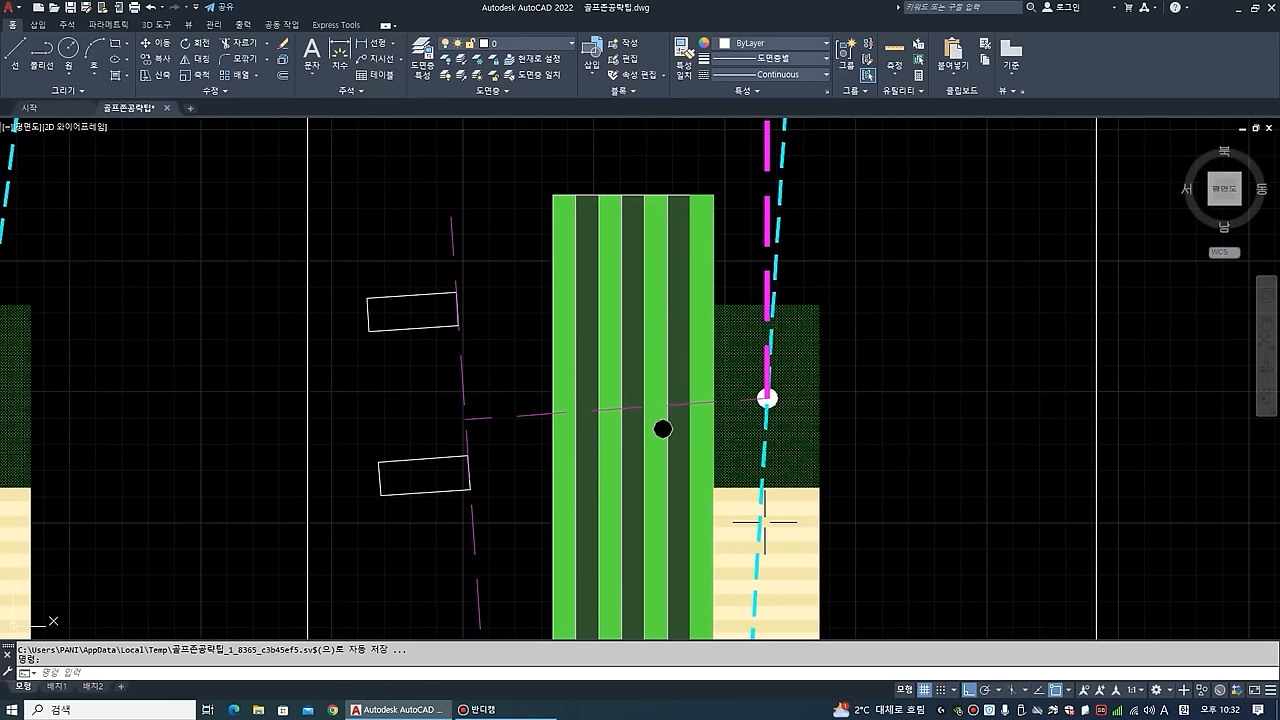 공유
Autodesk AutoCAD 2022 골프존공략팁.dwg
키워드 또는 구절 입력
로그인
홈 삽입 주석 파라메트릭 3D 도구 뷰 관리 출력 공동 작업 Express Tools
이동 회전 자르기
복사 대칭 모깎기
신축 축척 배열
선 폴리선 원 호
문자 치수
선형
지시선
테이블
도면층 특성
0
현재로 설정
도면층 일치
삽입
작성
편집
속성 편집
특성 일치
ByLayer
도면층별
Continuous
그룹 측정 붙여넣기 기준
그리기 수정 주석 도면층 블록 특성 그룹 유틸리티 클립보드 뷰
시작 골프존공략팁*
[−][평면도][2D 와이어프레임]
북
서 평면도 동
남
WCS
C:\Users\PANI\AppData\Local\Temp\골프존공략팁_1_8365_c3b45ef5.sv$(으)로 자동 저장 ...
명령:
명령 입력
모형 배치1 배치2
모형 1:1
검색
Autodesk AutoCAD ...
반디캠
2°C 대체로 흐림
A
오후 10:32